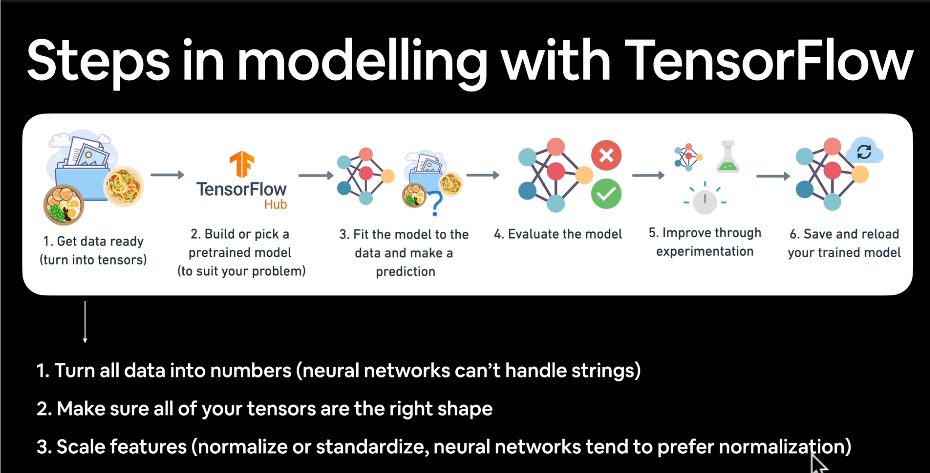 Steps in modelling with TensorFlow
TensorFlow
Hub
1. Get data ready
(turn into tensors)
2. Build or pick a
pretrained model
(to suit your problem)
3. Fit the model to the
data and make a
prediction
4. Evaluate the model
5. Improve through
experimentation
6. Save and reload
your trained model
1. Turn all data into numbers (neural networks can’t handle strings)
2. Make sure all of your tensors are the right shape
3. Scale features (normalize or standardize, neural networks tend to prefer normalization)